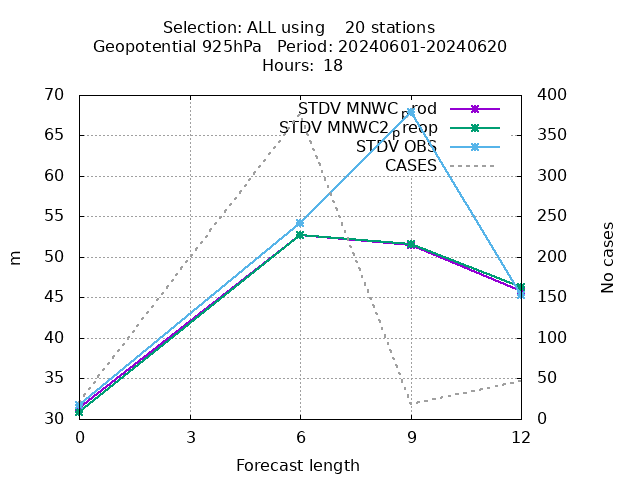 Selection: ALL using    20 stations
Geopotential 925hPa   Period: 20240601-20240620
Hours: 18
70 400
STDV MNWC_prod
STDV MNWC2_preop
65 350
STDV OBS
CASES
60 300
55 250
m 50 200 No cases
45 150
40 100
35 50
30 0
0 3 6 9 12
Forecast length